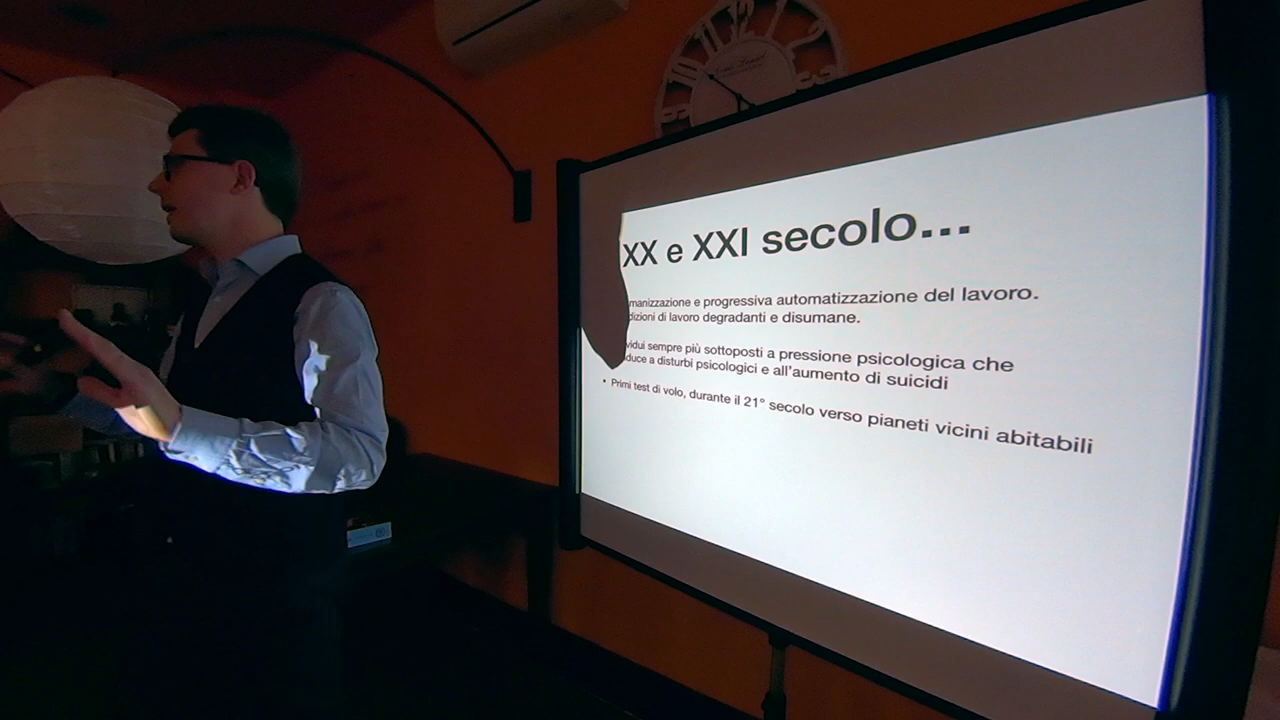 XX e XXI secolo...
manizzazione e progressiva automatizzazione del lavoro.
dizioni di lavoro degradanti e disumane.
vidui sempre più sottoposti a pressione psicologica che
duce a disturbi psicologici e all'aumento di suicidi
• Primi test di volo, durante il 21° secolo verso pianeti vicini abitabili